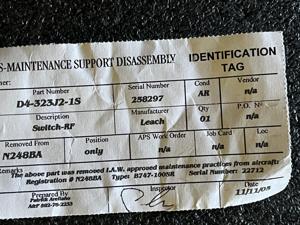 S-MAINTENANCE SUPPORT DISASSEMBLY IDENTIFICATION TAG
Part Number Serial Number Cond Vendor
D4-323J2-1S 258297 AR n/a
Description Manufacturer Qty P.O. No
Switch-RF Leach 01 n/a
Removed From Position APS Work Order Job Card Loc
N248BA only n/a n/a n/a
Remarks
The above part was removed I.A.W. approved maintenance practices from aircraft:
Registration # N248BA Type: B747-100SR Serial Number: 22712
Prepared By Inspector
Patrick Arellano
11/11/05